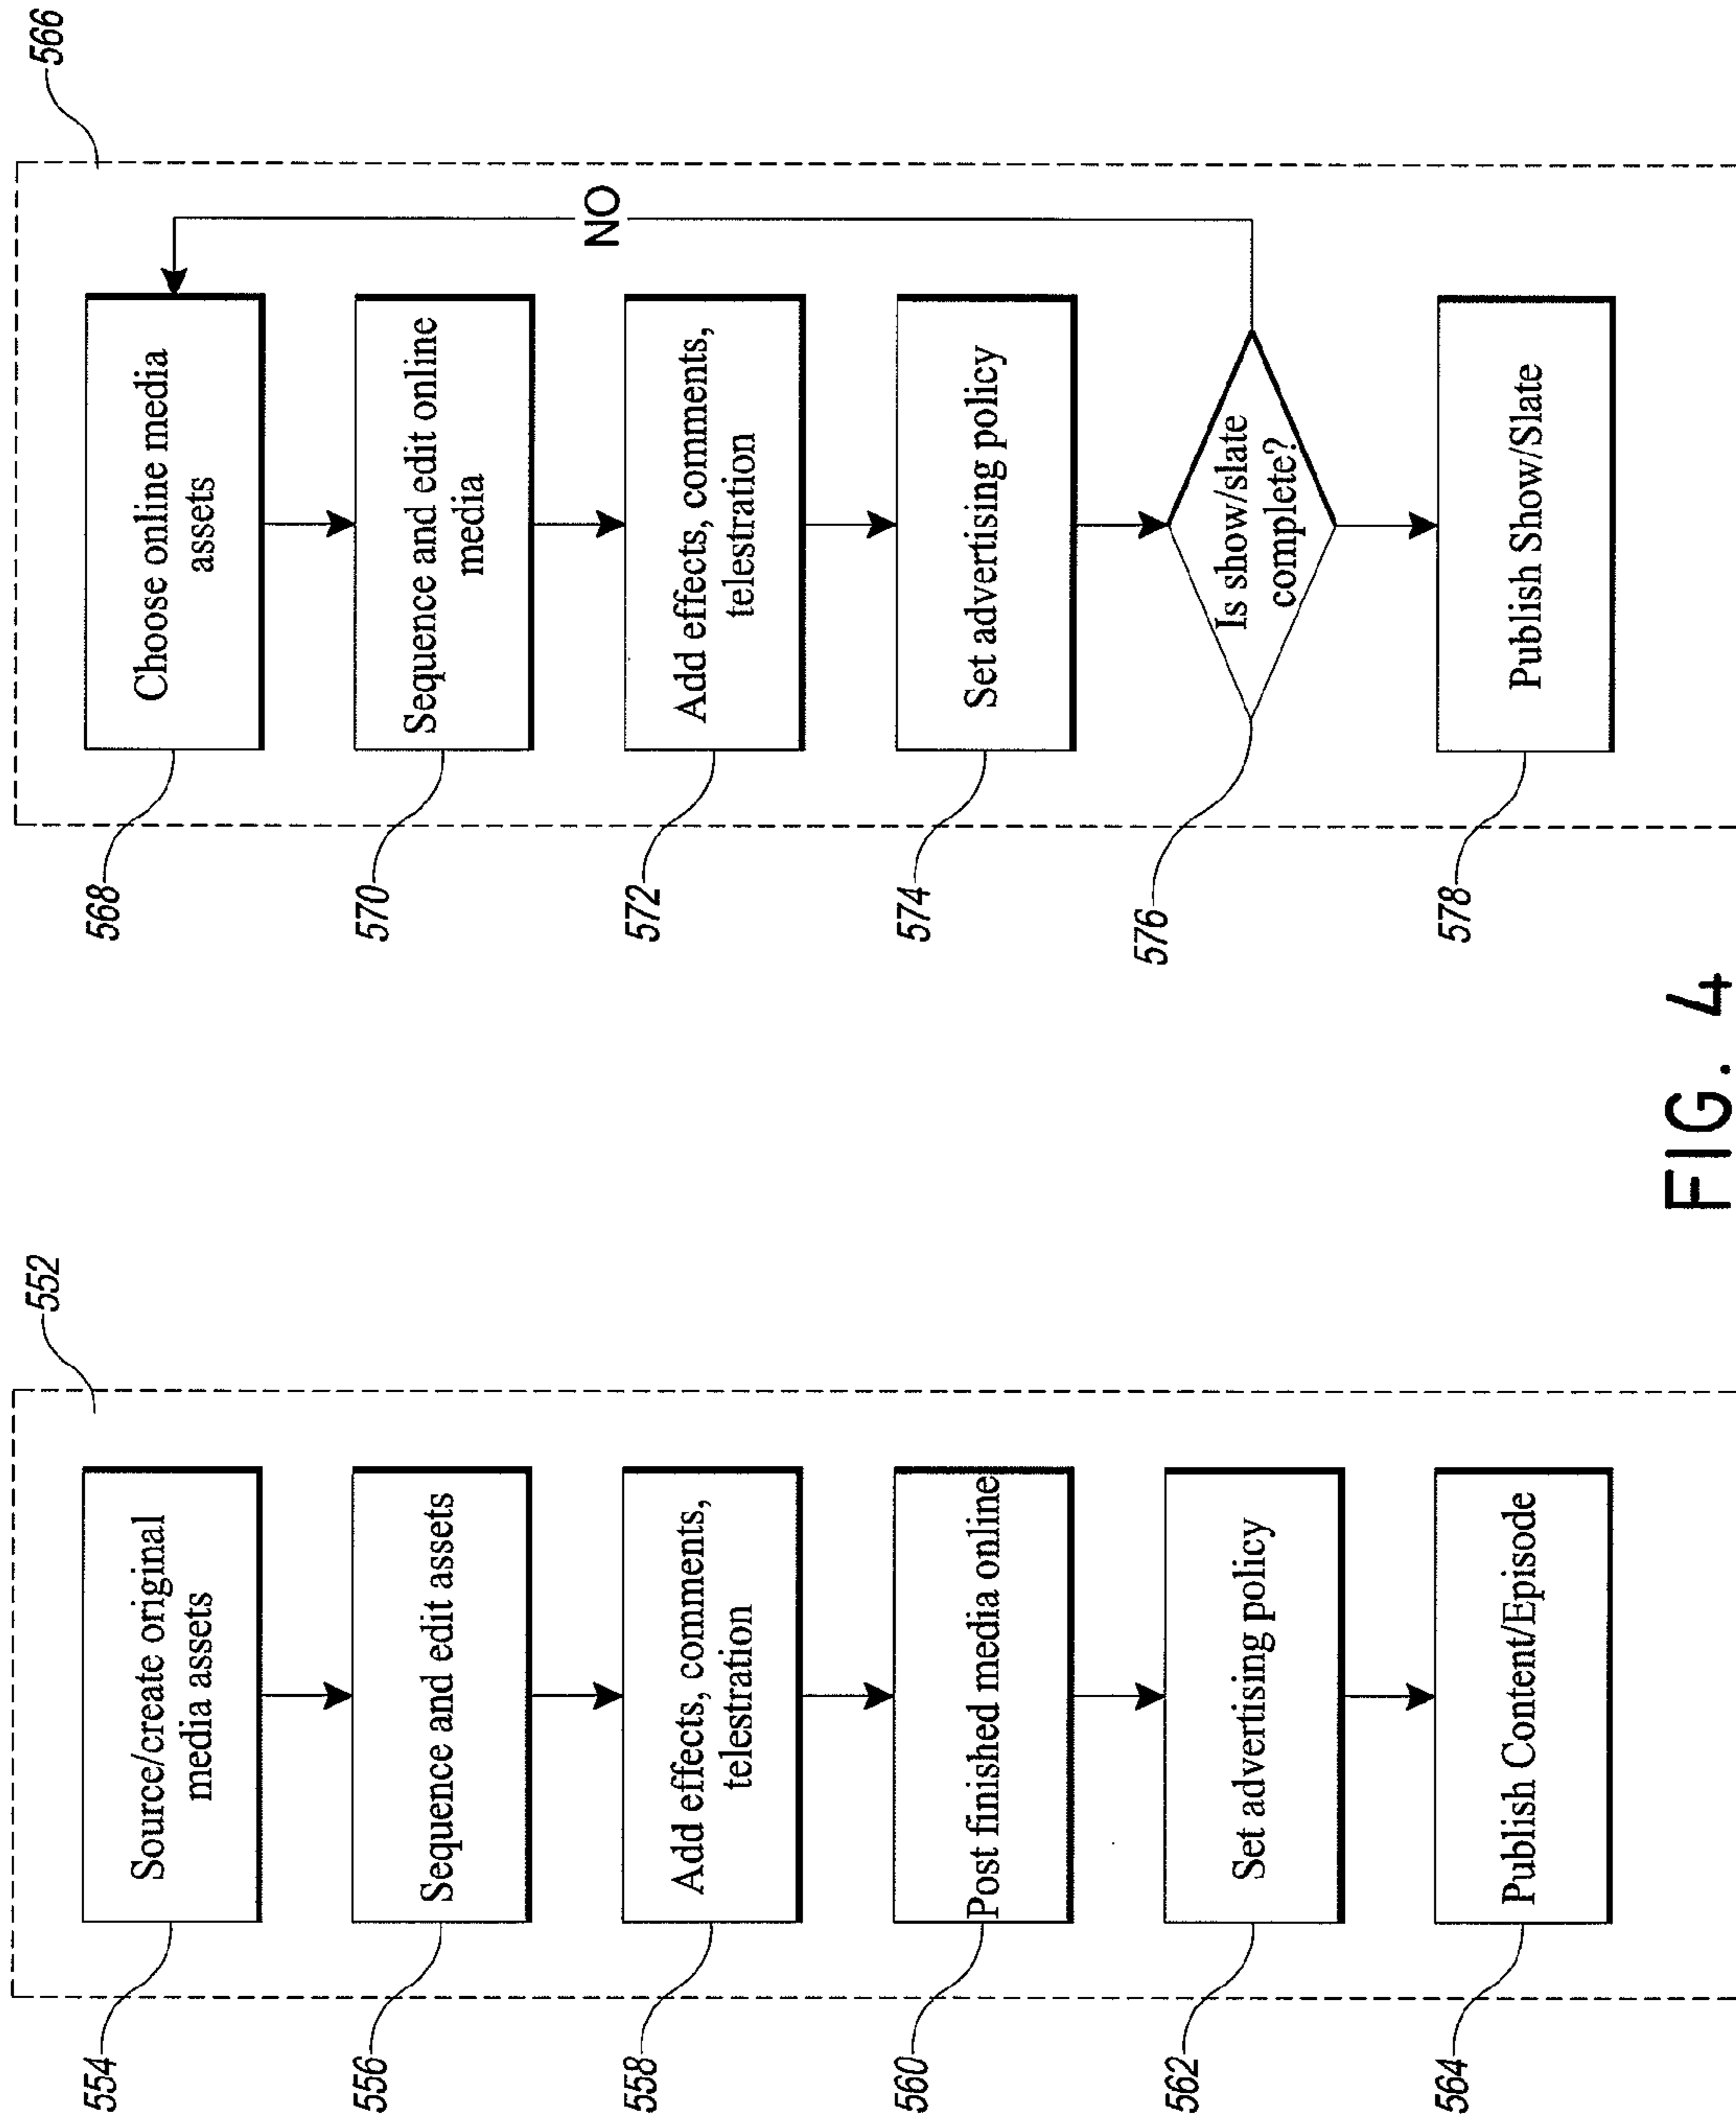 552
554
Source/create original
media assets
556
Sequence and edit assets
558
Add effects, comments,
telestration
560
Post finished media online
562
Set advertising policy
564
Publish Content/Episode
566
568
Choose online media
assets
570
Sequence and edit online
media
572
Add effects, comments,
telestration
574
Set advertising policy
576
Is show/slate
complete?
NO
578
Publish Show/Slate
FIG. 4